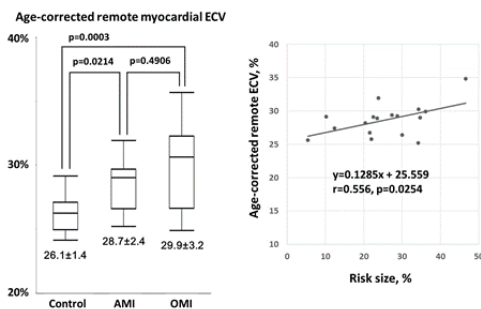 Age-corrected remote myocardial ECV
40%
p=0.0003
p=0.0214
p=0.4906
30%
26.1±1.4
28.7±2.4
29.9±3.2
20%
Control
AMI
OMI
Age-corrected remote ECV, %
40
35
30
25
20
15
10
y=0.1285x + 25.559
r=0.556, p=0.0254
0
10
20
30
40
50
Risk size, %